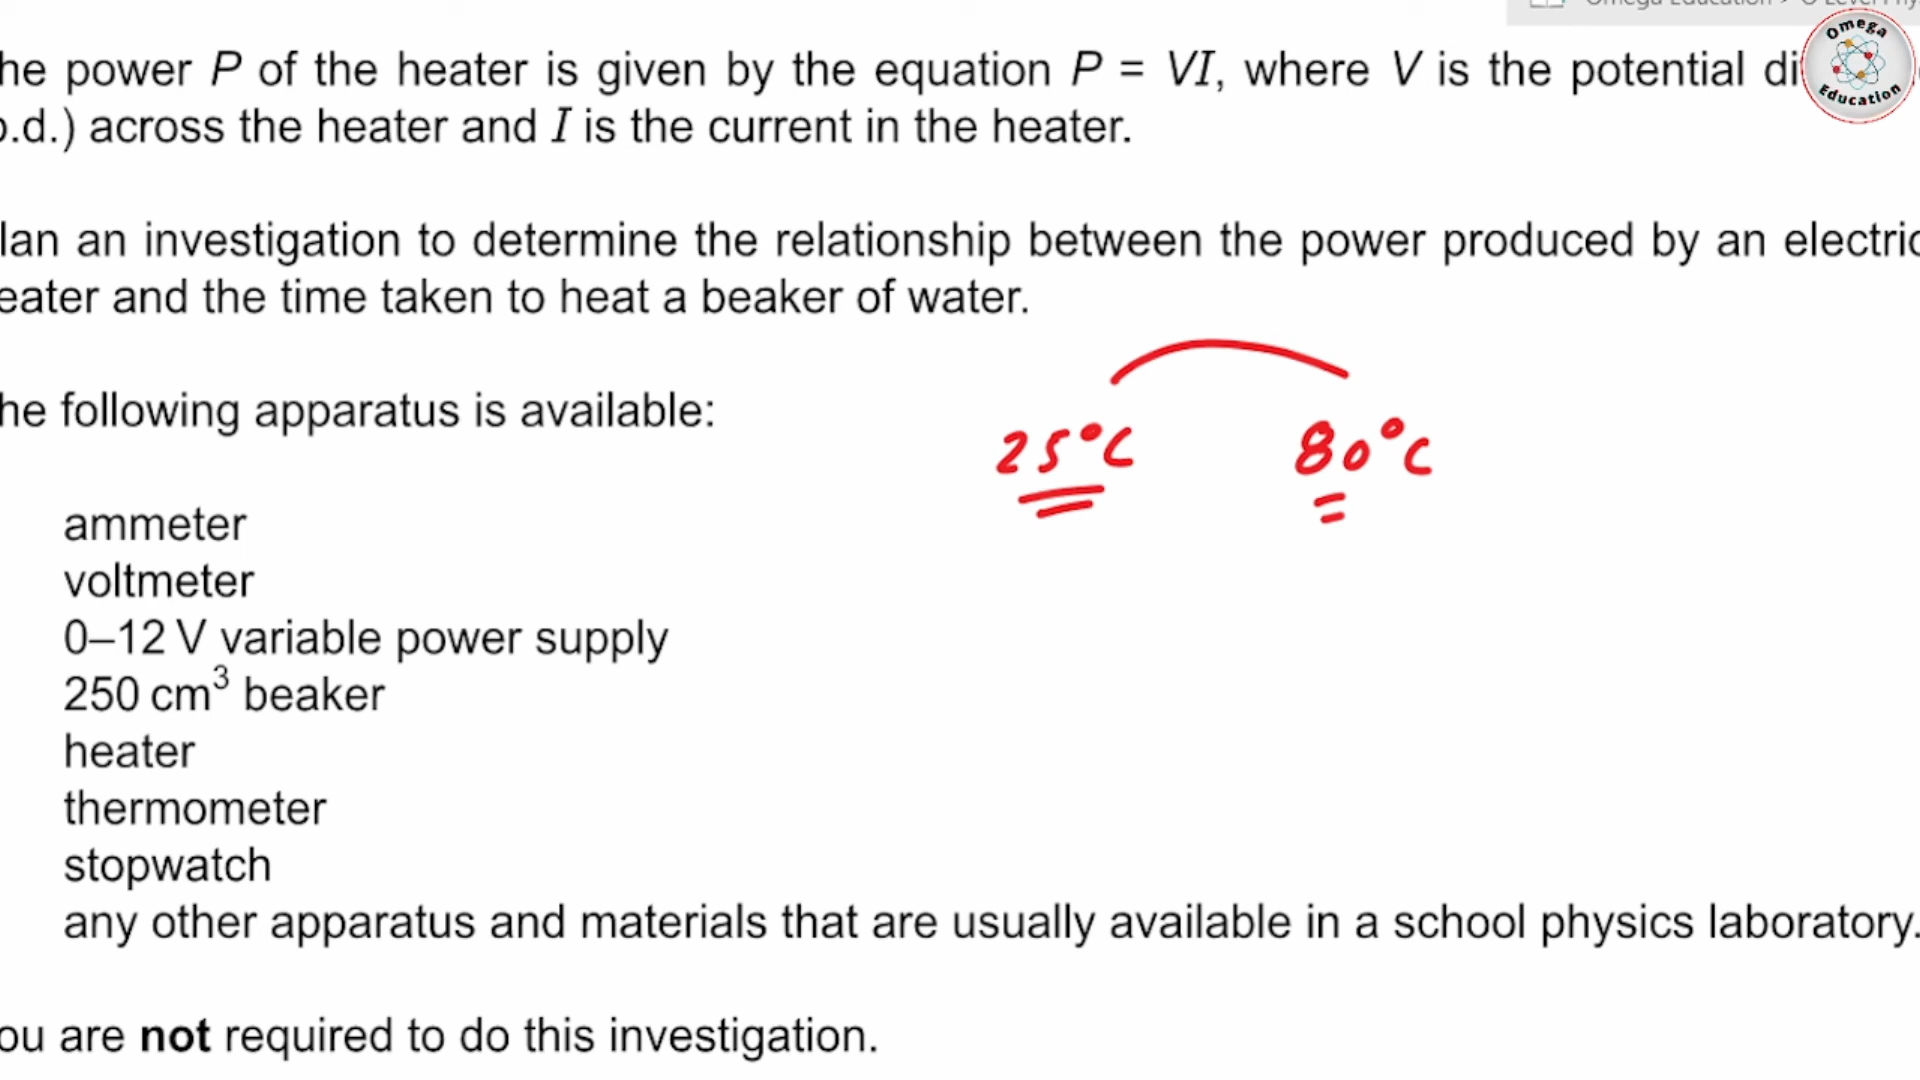 Omega Education > O Level Phy
Omega
Education
he power P of the heater is given by the equation P = VI, where V is the potential di
.d.) across the heater and I is the current in the heater.
lan an investigation to determine the relationship between the power produced by an electric
eater and the time taken to heat a beaker of water.
he following apparatus is available:
25°C 80°C
ammeter
voltmeter
0–12 V variable power supply
250 cm³ beaker
heater
thermometer
stopwatch
any other apparatus and materials that are usually available in a school physics laboratory.
ou are not required to do this investigation.